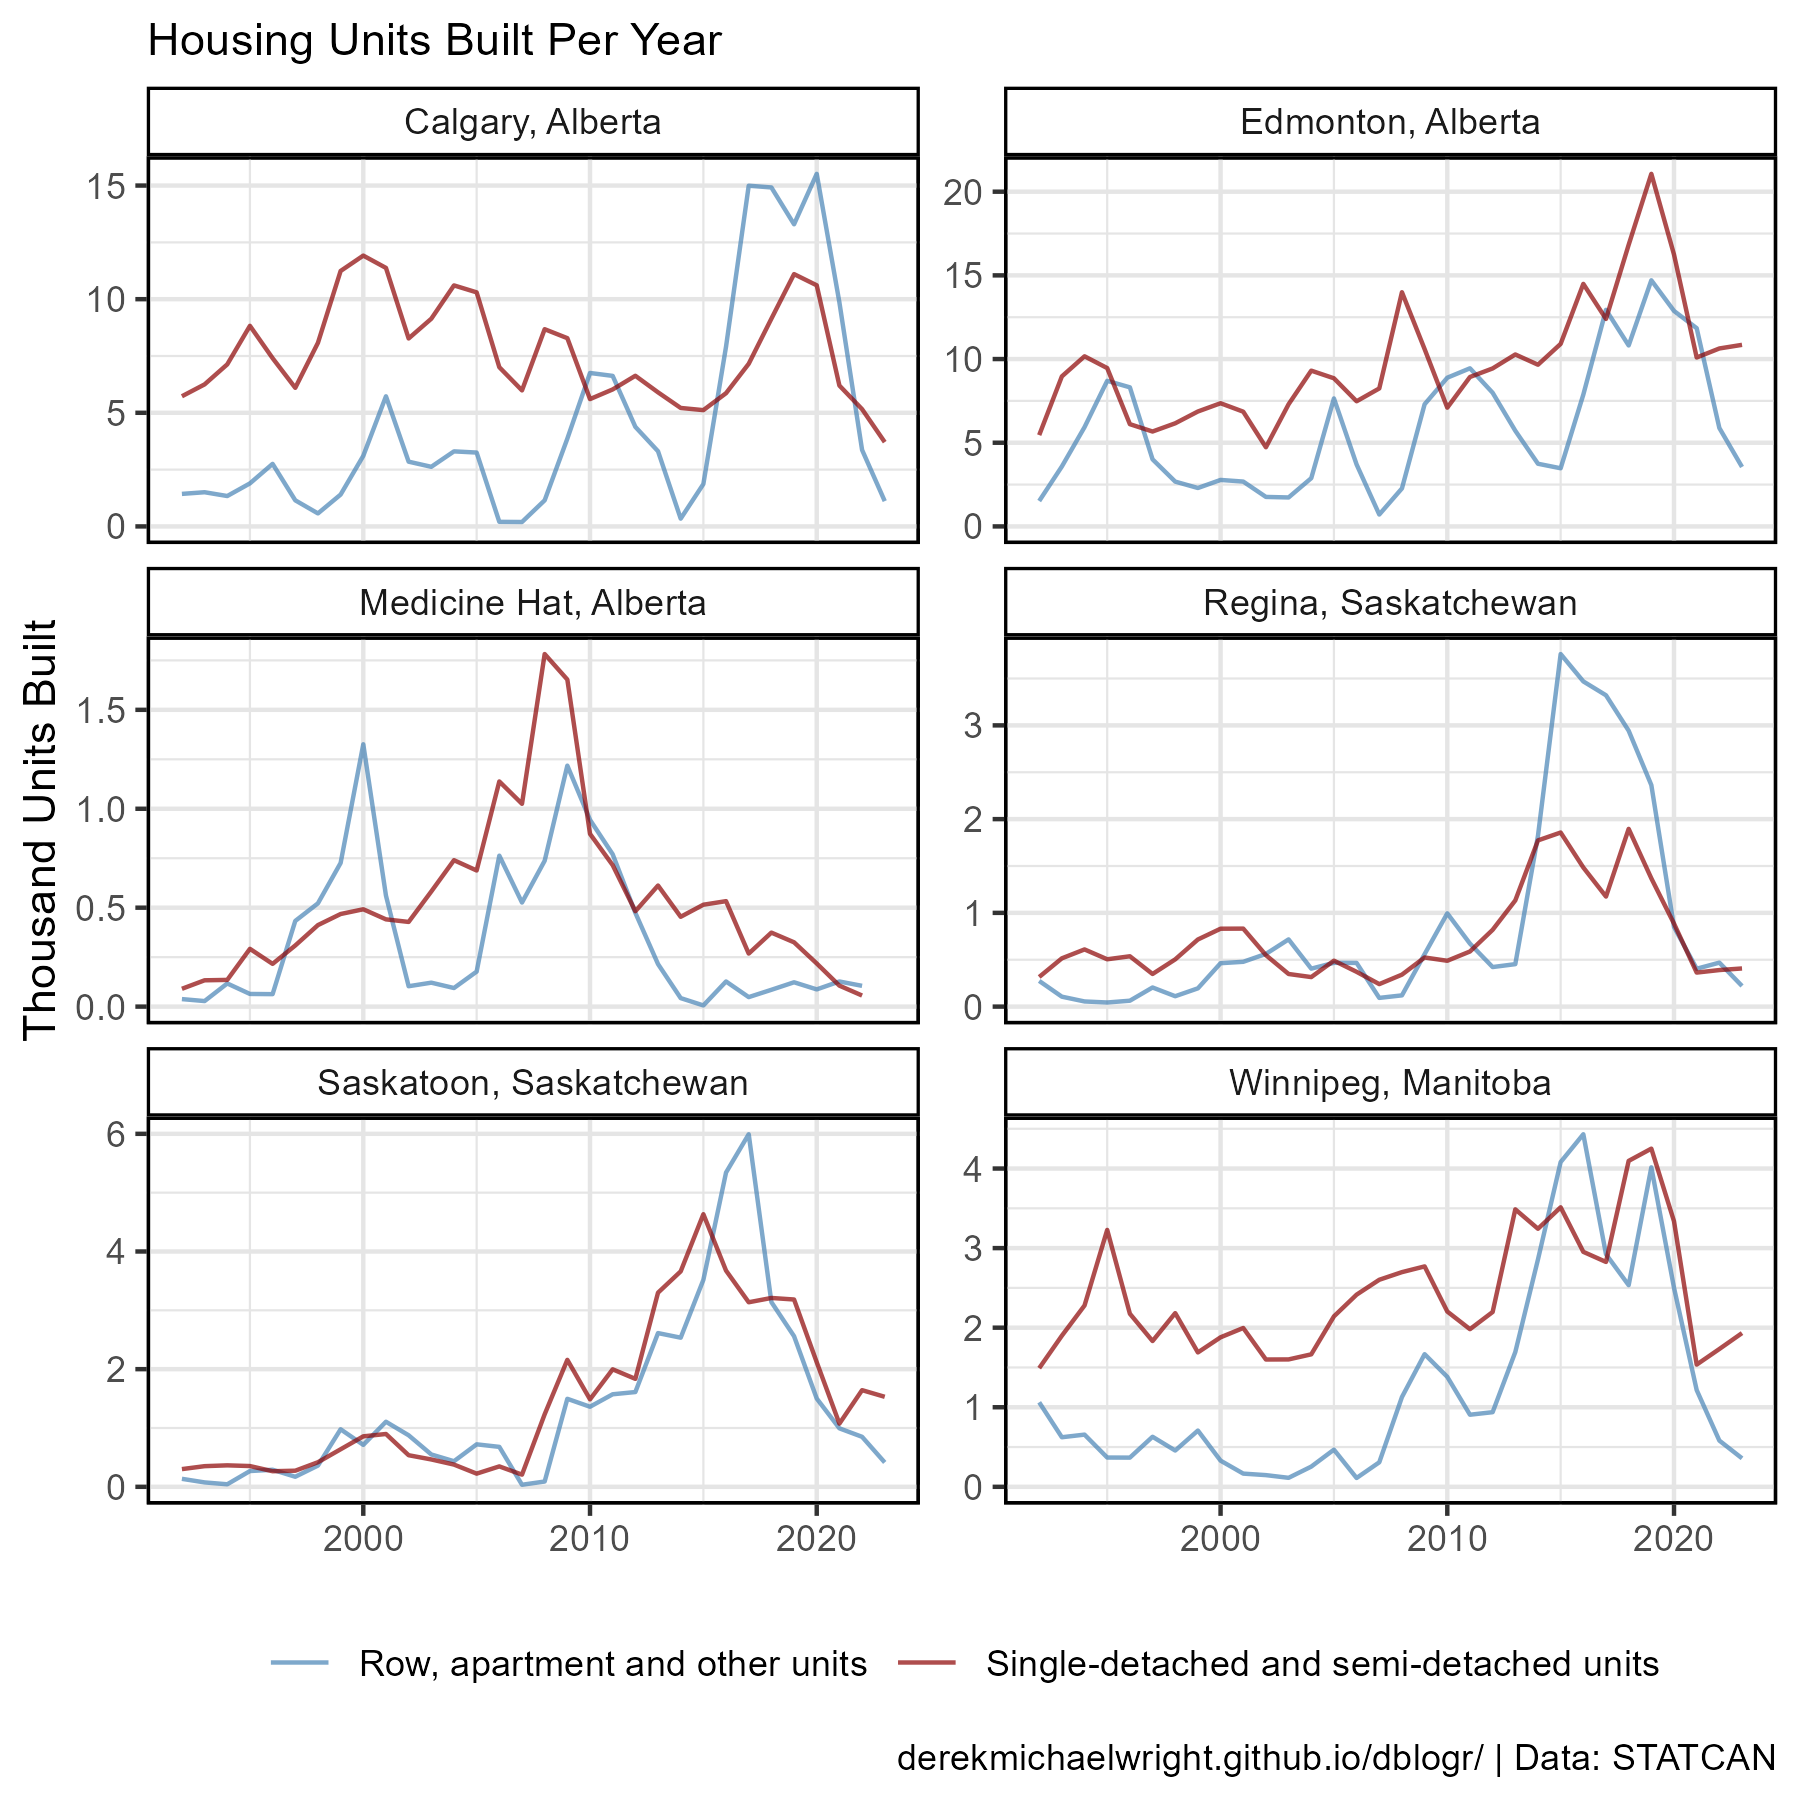 Housing Units Built Per Year
Calgary, Alberta
Edmonton, Alberta
15
10
5
0
20
15
10
5
0
Medicine Hat, Alberta
Regina, Saskatchewan
1.5
1.0
0.5
0.0
3
2
1
0
Thousand Units Built
Saskatoon, Saskatchewan
Winnipeg, Manitoba
6
4
2
0
4
3
2
1
0
2000 2010 2020
2000 2010 2020
Row, apartment and other units
Single-detached and semi-detached units
derekmichaelwright.github.io/dblogr/ | Data: STATCAN